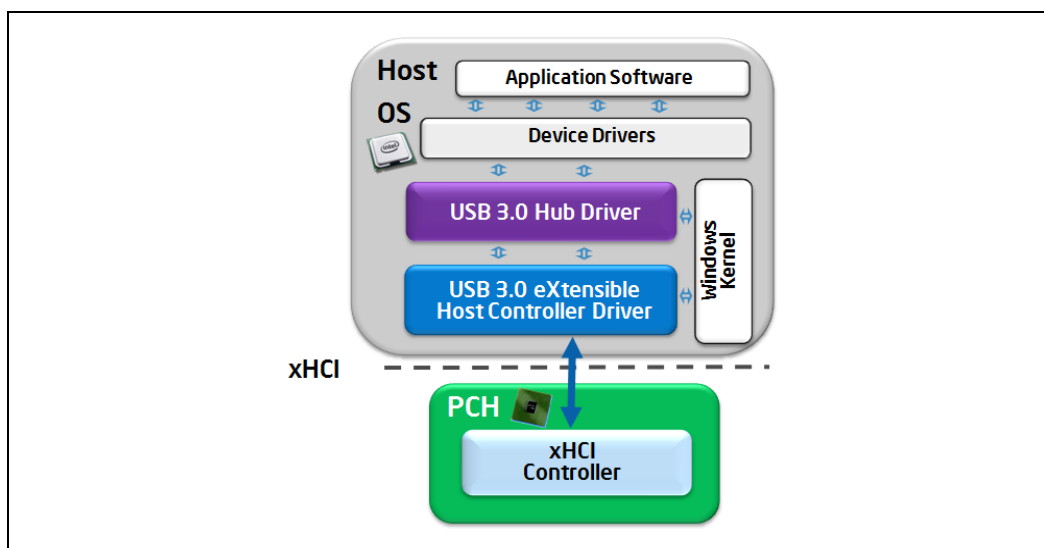 Host
OS
Application Software
Device Drivers
intel
USB 3.0 Hub Driver
USB 3.0 eXtensible
Host Controller Driver
Windows
Kernel
xHCI
PCH
xHCI
Controller